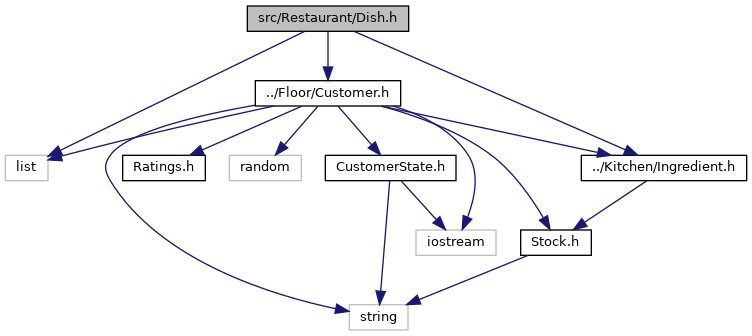 src/Restaurant/Dish.h
../Floor/Customer.h
list
Ratings.h
random
CustomerState.h
../Kitchen/Ingredient.h
iostream
Stock.h
string